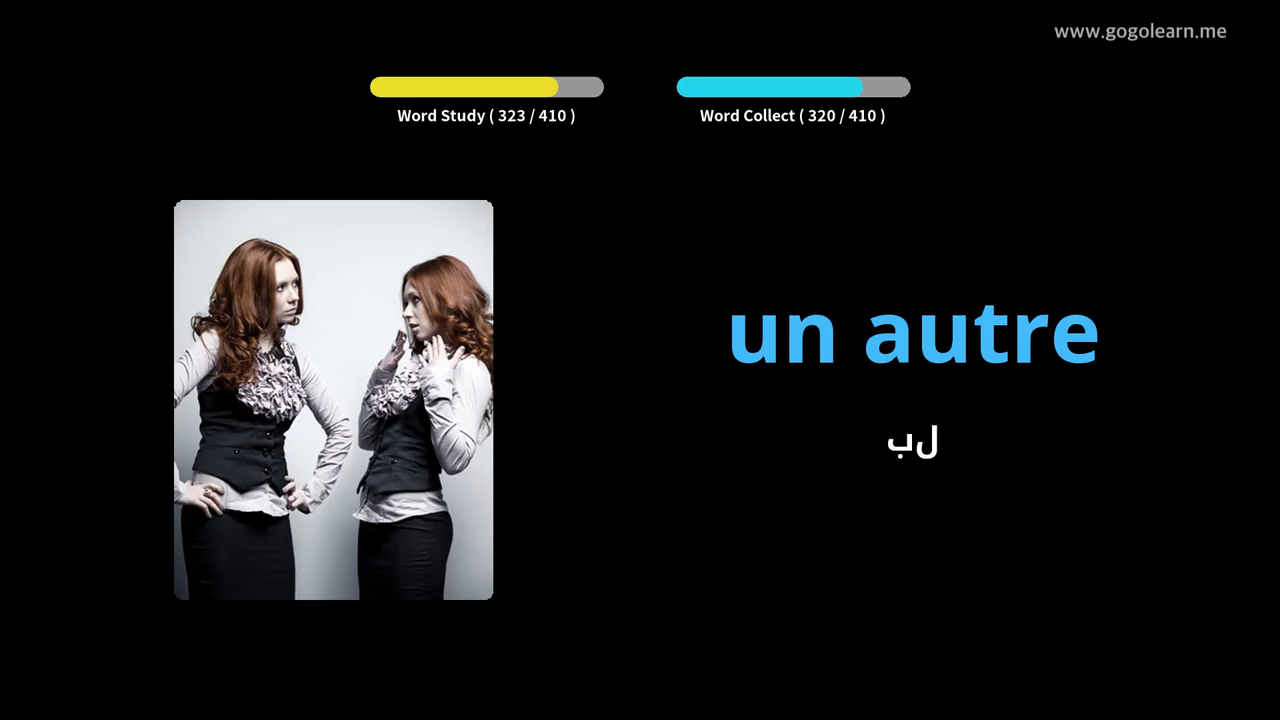 www.gogolearn.me
Word Study ( 323 / 410 )
Word Collect ( 320 / 410 )
un autre
لب